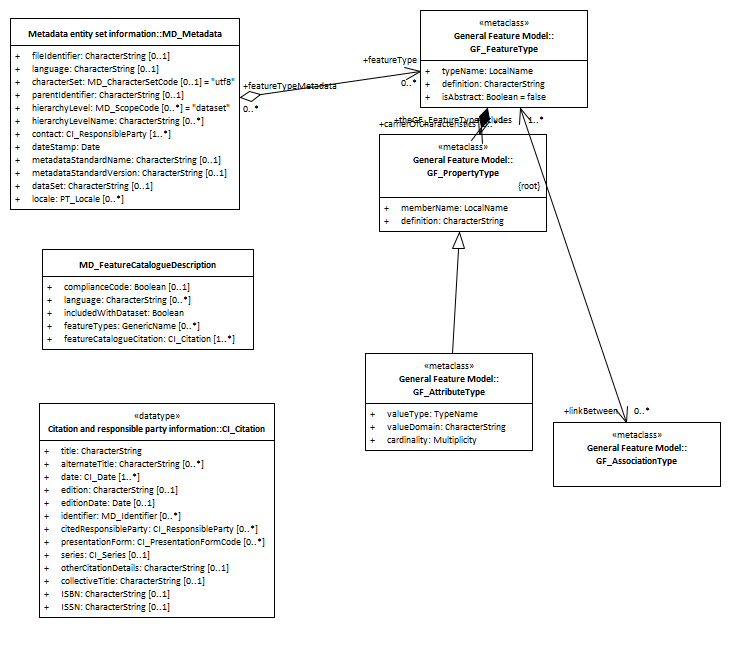 Metadata entity set information::MD_Metadata
+ fileIdentifier: CharacterString [0..1]
+ language: CharacterString [0..1]
+ characterSet: MD_CharacterSetCode [0..1] = "utf8"
+ parentIdentifier: CharacterString [0..1]
+ hierarchyLevel: MD_ScopeCode [0..*] = "dataset"
+ hierarchyLevelName: CharacterString [0..*]
+ contact: CI_ResponsibleParty [1..*]
+ dateStamp: Date
+ metadataStandardName: CharacterString [0..1]
+ metadataStandardVersion: CharacterString [0..1]
+ dataSet: CharacterString [0..1]
+ locale: PT_Locale [0..*]
+featureTypeMetadata
0..*
+featureType
0..*
«metaclass»
General Feature Model::
GF_FeatureType
+ typeName: LocalName
+ definition: CharacterString
+ isAbstract: Boolean = false
1..*
«metaclass»
General Feature Model::
GF_PropertyType
{root}
+ memberName: LocalName
+ definition: CharacterString
MD_FeatureCatalogueDescription
+ complianceCode: Boolean [0..1]
+ language: CharacterString [0..*]
+ includedWithDataset: Boolean
+ featureTypes: GenericName [0..*]
+ featureCatalogueCitation: CI_Citation [1..*]
«metaclass»
General Feature Model::
GF_AttributeType
+ valueType: TypeName
+ valueDomain: CharacterString
+ cardinality: Multiplicity
+linkBetween
0..*
«metaclass»
General Feature Model::
GF_AssociationType
«datatype»
Citation and responsible party information::CI_Citation
+ title: CharacterString
+ alternateTitle: CharacterString [0..*]
+ date: CI_Date [1..*]
+ edition: CharacterString [0..1]
+ editionDate: Date [0..1]
+ identifier: MD_Identifier [0..*]
+ citedResponsibleParty: CI_ResponsibleParty [0..*]
+ presentationForm: CI_PresentationFormCode [0..*]
+ series: CI_Series [0..1]
+ otherCitationDetails: CharacterString [0..1]
+ collectiveTitle: CharacterString [0..1]
+ ISBN: CharacterString [0..1]
+ ISSN: CharacterString [0..1]